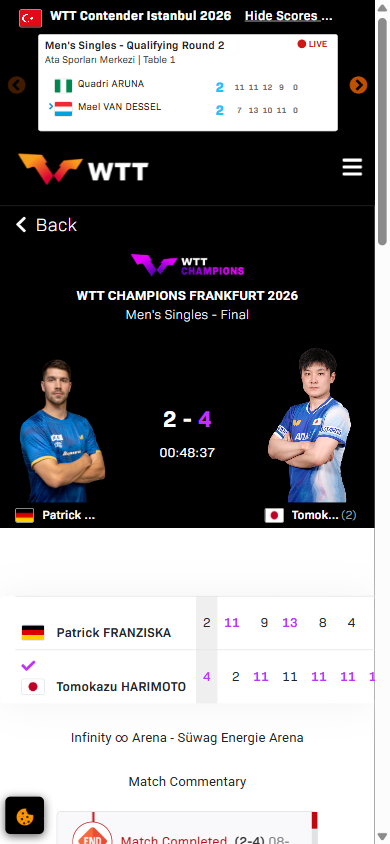 WTT Contender Istanbul 2026 Hide Scores ...
Men's Singles - Qualifying Round 2 LIVE
Ata Sporları Merkezi | Table 1
Quadri ARUNA 2 11 11 12 9 0
Mael VAN DESSEL 2 7 13 10 11 0
WTT
Back
WTT CHAMPIONS
WTT CHAMPIONS FRANKFURT 2026
Men's Singles - Final
2 - 4
00:48:37
Patrick ... Tomok... (2)
Patrick FRANZISKA 2 11 9 13 8 4
Tomokazu HARIMOTO 4 2 11 11 11 11
Infinity ∞ Arena - Süwag Energie Arena
Match Commentary
END Match Completed (2-4) 08-